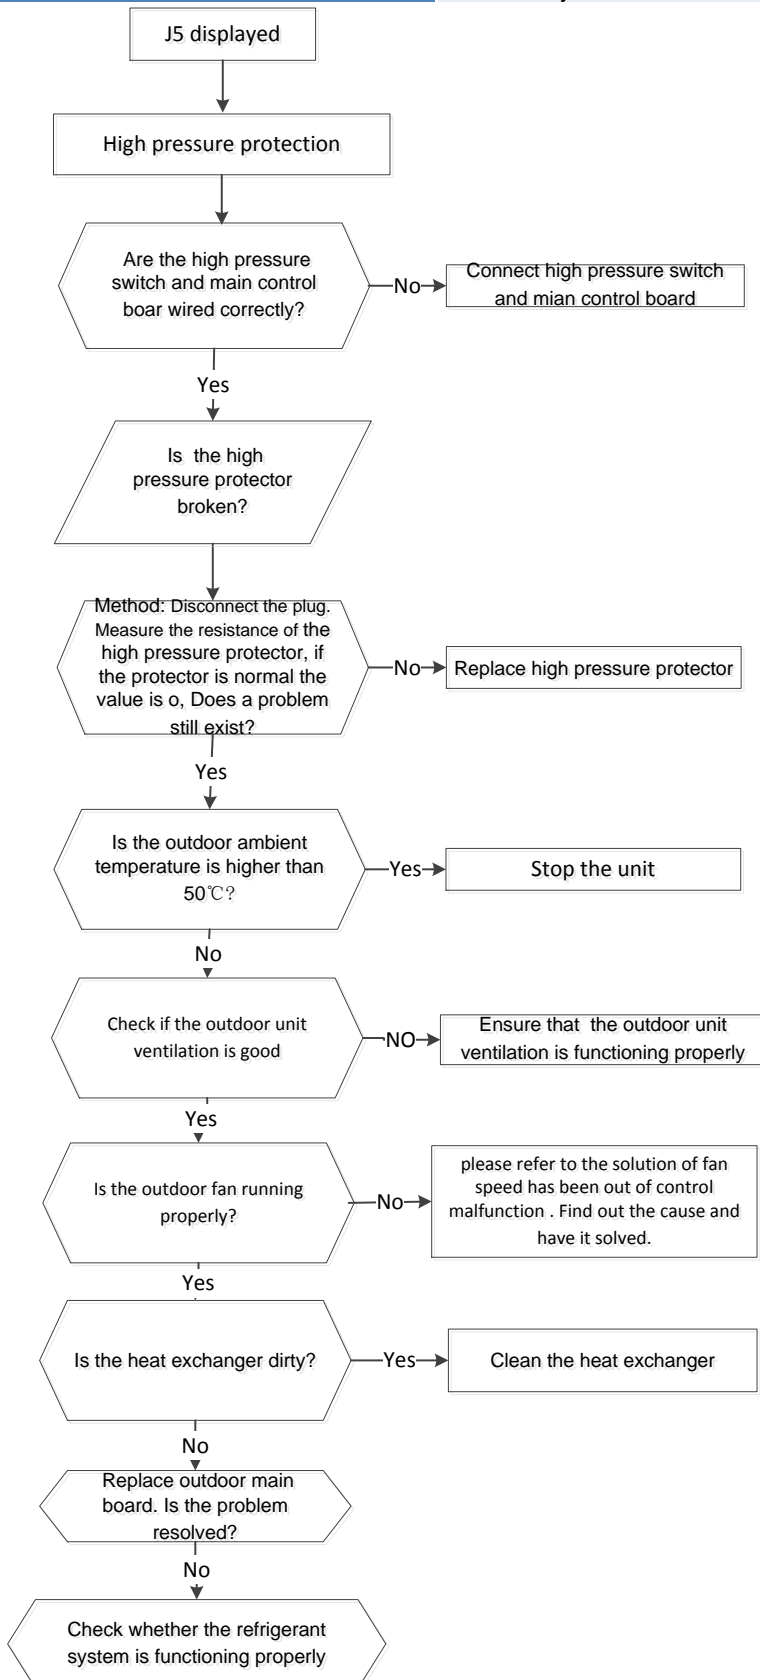 J5 displayed
High pressure protection
Are the high pressure
switch and main control
boar wired correctly?
No
Connect high pressure switch
and mian control board
Yes
Is the high
pressure protector
broken?
Method: Disconnect the plug.
Measure the resistance of the
high pressure protector, if
the protector is normal the
value is o, Does a problem
still exist?
No
Replace high pressure protector
Yes
Is the outdoor ambient
temperature is higher than
50℃?
Yes
Stop the unit
No
Check if the outdoor unit
ventilation is good
NO
Ensure that the outdoor unit
ventilation is functioning properly
Yes
Is the outdoor fan running
properly?
No
please refer to the solution of fan
speed has been out of control
malfunction . Find out the cause and
have it solved.
Yes
Is the heat exchanger dirty?
Yes
Clean the heat exchanger
No
Replace outdoor main
board. Is the problem
resolved?
No
Check whether the refrigerant
system is functioning properly